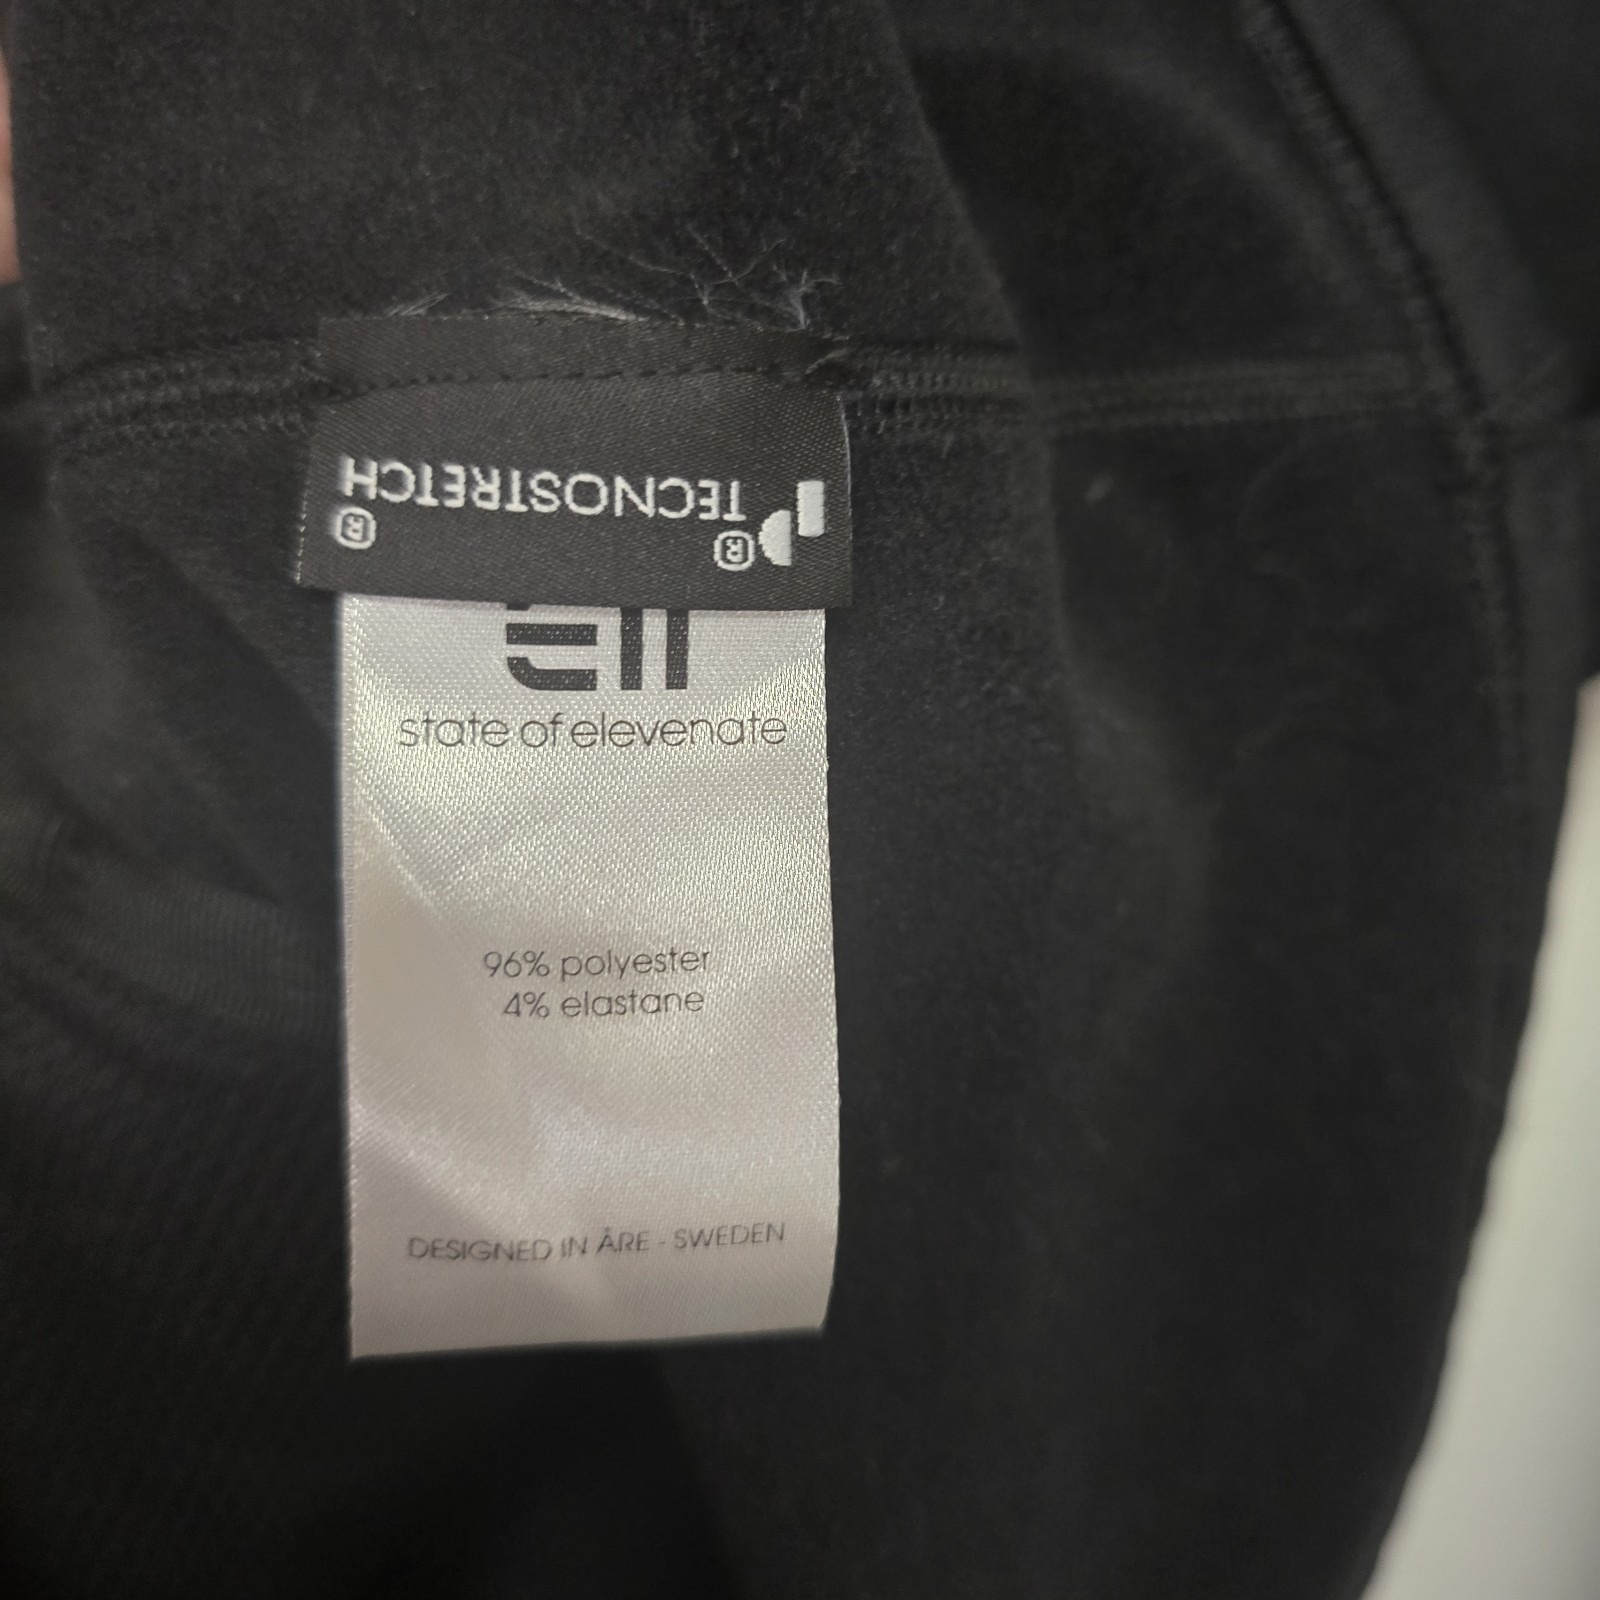 TECNOSTRETCH
®
®
state of elevenate
96% polyester
4% elastane
DESIGNED IN ÅRE - SWEDEN